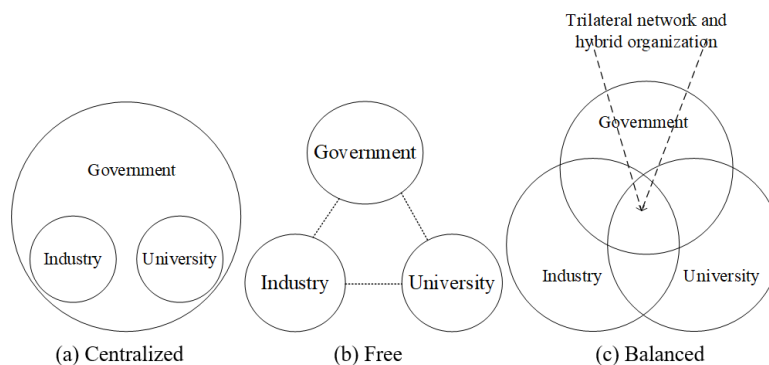 Trilateral network and
hybrid organization
Government
Industry
University
(a) Centralized
Government
Industry
University
(b) Free
Government
Industry
University
(c) Balanced